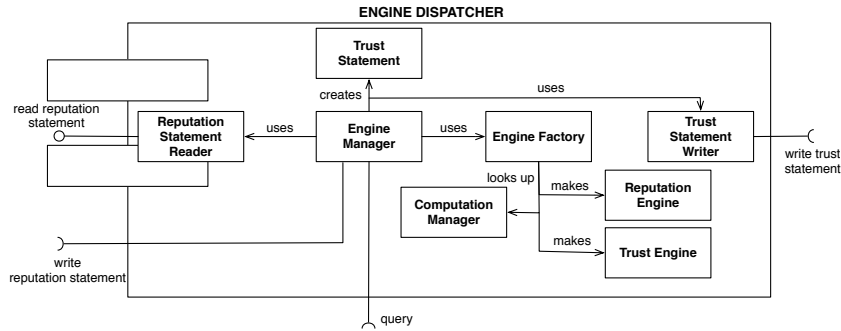 ENGINE DISPATCHER
Trust
Statement
creates
uses
read reputation
statement
Reputation
Statement
Reader
uses
Engine
Manager
uses
Engine Factory
Trust
Statement
Writer
write trust
statement
looks up
makes
Reputation
Engine
Computation
Manager
makes
Trust Engine
write
reputation statement
query